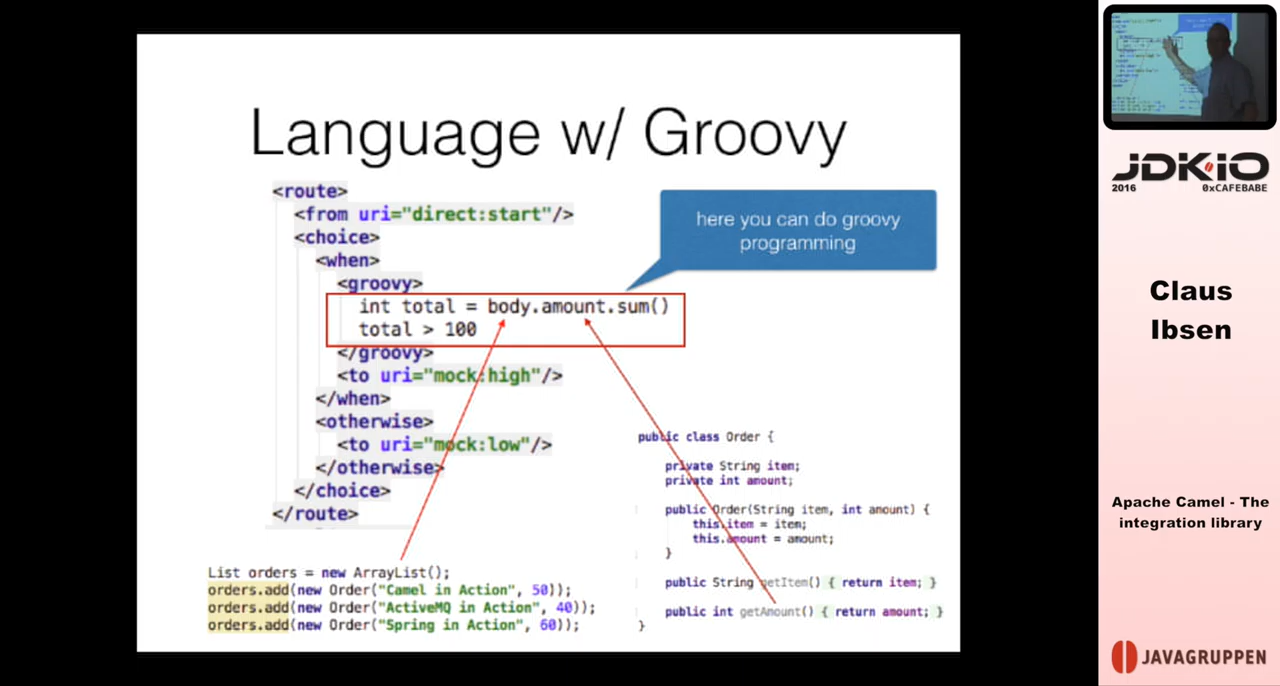 Language w/ Groovy
<route>
<from uri="direct:start"/>
<choice>
<when>
<groovy>
int total = body.amount.sum()
total > 100
</groovy>
<to uri="mock:high"/>
</when>
<otherwise>
<to uri="mock:low"/>
</otherwise>
</choice>
</route>
here you can do groovy
programming
List orders = new ArrayList();
orders.add(new Order("Camel in Action", 50));
orders.add(new Order("ActiveMQ in Action", 40));
orders.add(new Order("Spring in Action", 60));
public class Order {
private String item;
private int amount;
public Order(String item, int amount) {
this.item = item;
this.amount = amount;
}
public String getItem() { return item; }
public int getAmount() { return amount; }
}
JDK.IO
2016 0xCAFEBABE
Claus
Ibsen
Apache Camel - The
integration library
JAVAGRUPPEN